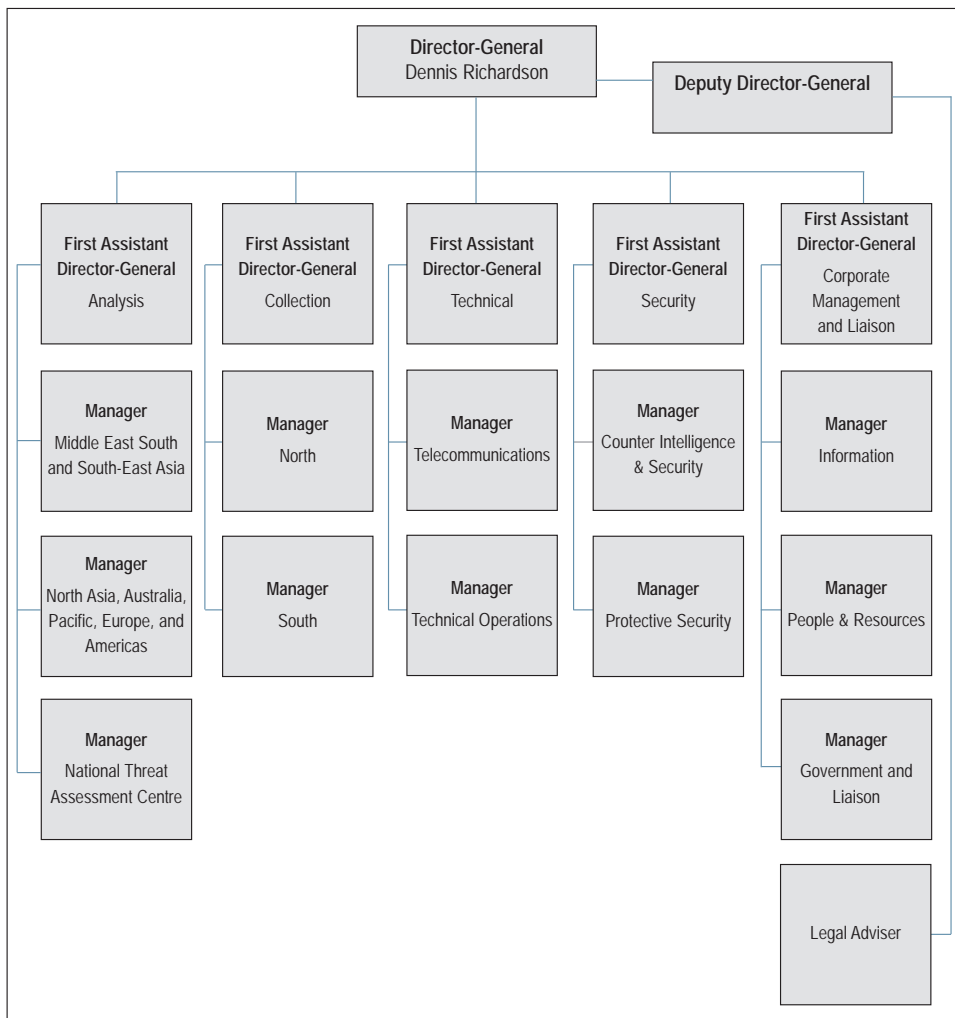 Director-General
Dennis Richardson
Deputy Director-General
First Assistant
Director-General
Analysis
First Assistant
Director-General
Collection
First Assistant
Director-General
Technical
First Assistant
Director-General
Security
First Assistant
Director-General
Corporate
Management
and Liaison
Manager
Middle East South
and South-East Asia
Manager
North
Manager
Telecommunications
Manager
Counter Intelligence
& Security
Manager
Information
Manager
North Asia, Australia,
Pacific, Europe, and
Americas
Manager
South
Manager
Technical Operations
Manager
Protective Security
Manager
People & Resources
Manager
National Threat
Assessment Centre
Manager
Government and
Liaison
Legal Adviser